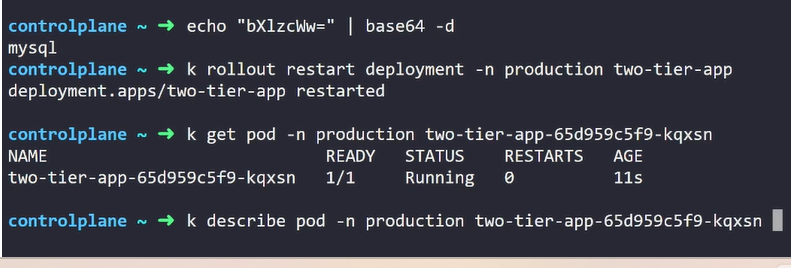 controlplane ~ ➜ echo "bXlzcWw=" | base64 -d
mysql
controlplane ~ ➜ k rollout restart deployment -n production two-tier-app
deployment.apps/two-tier-app restarted
controlplane ~ ➜ k get pod -n production two-tier-app-65d959c5f9-kqxsn
NAME READY STATUS RESTARTS AGE
two-tier-app-65d959c5f9-kqxsn 1/1 Running 0 11s
controlplane ~ ➜ k describe pod -n production two-tier-app-65d959c5f9-kqxsn